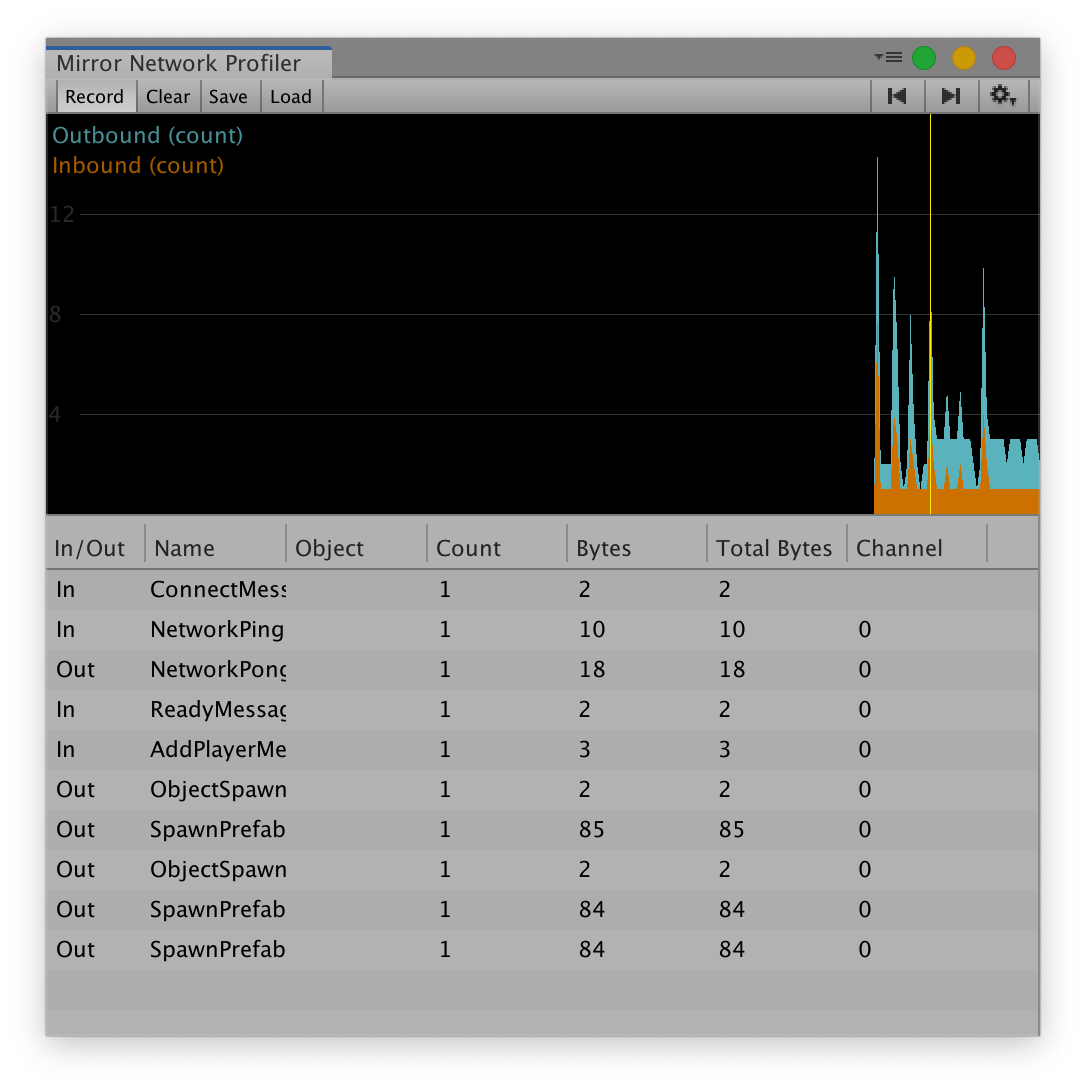 Mirror Network Profiler
Record Clear Save Load
Outbound (count)
Inbound (count)
12
8
4
In/Out Name Object Count Bytes Total Bytes Channel
In ConnectMess 1 2 2
In NetworkPing 1 10 10 0
Out NetworkPong 1 18 18 0
In ReadyMessag 1 2 2 0
In AddPlayerMe 1 3 3 0
Out ObjectSpawn 1 2 2 0
Out SpawnPrefab 1 85 85 0
Out ObjectSpawn 1 2 2 0
Out SpawnPrefab 1 84 84 0
Out SpawnPrefab 1 84 84 0